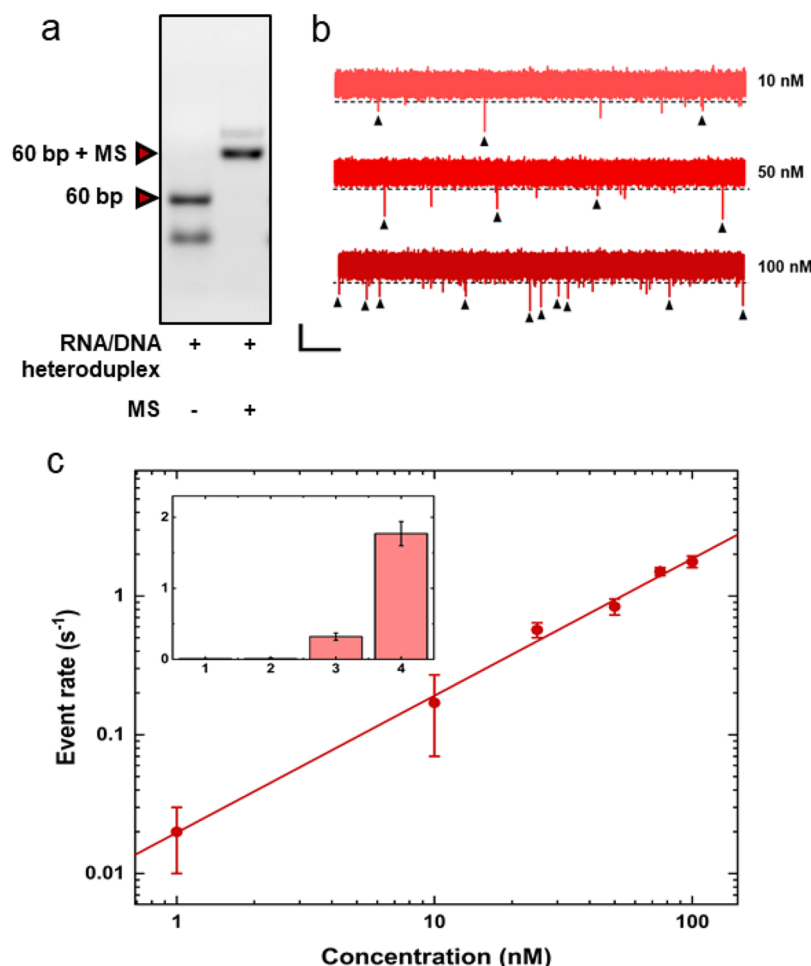 a
60 bp + MS
60 bp
RNA/DNA + +
heteroduplex
MS - +
b
10 nM
50 nM
100 nM
c
Event rate (s⁻¹)
1
0.1
0.01
2
1
0
1 2 3 4
1 10 100
Concentration (nM)